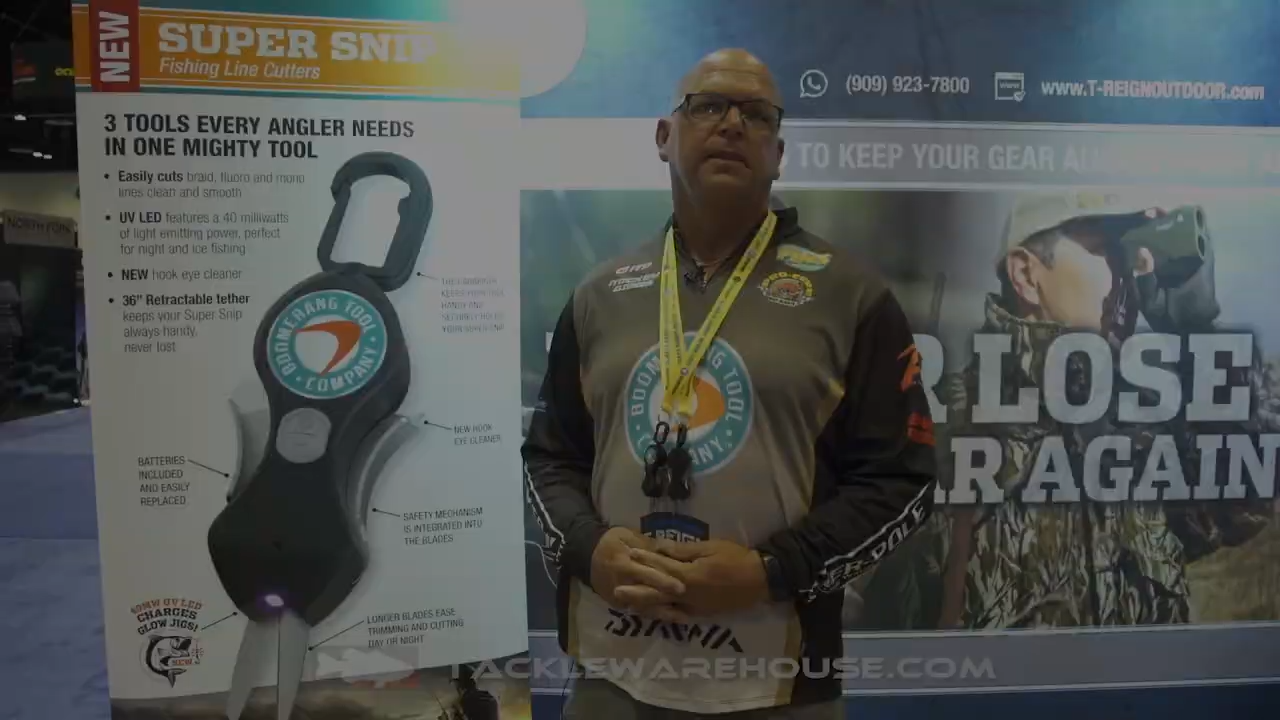 NEW
SUPER SNIP
Fishing Line Cutters
3 TOOLS EVERY ANGLER NEEDS
IN ONE MIGHTY TOOL
• Easily cuts braid, fluoro and mono
lines clean and smooth
• UV LED features a 40 milliwatts
of light emitting power, perfect
for night and ice fishing
• NEW hook eye cleaner
• 36" Retractable tether
keeps your Super Snip
always handy,
never lost
BOOMERANG TOOL
• COMPANY •
NEW HOOK
EYE CLEANER
BATTERIES
INCLUDED
AND EASILY
REPLACED
SAFETY MECHANISM
IS INTEGRATED INTO
THE BLADES
40MW UV LED
CHARGES
GLOW JIGS!
NEW
LONGER BLADES EASE
TRIMMING AND CUTTING
DAY OR NIGHT
(909) 923-7800
www.T-REIGNOUTDOOR.com
TO KEEP YOUR GEAR
R LOSE
R AGAIN
BOOMERANG TOOL
COMPANY
DAIWA
TACKLEWAREHOUSE.COM